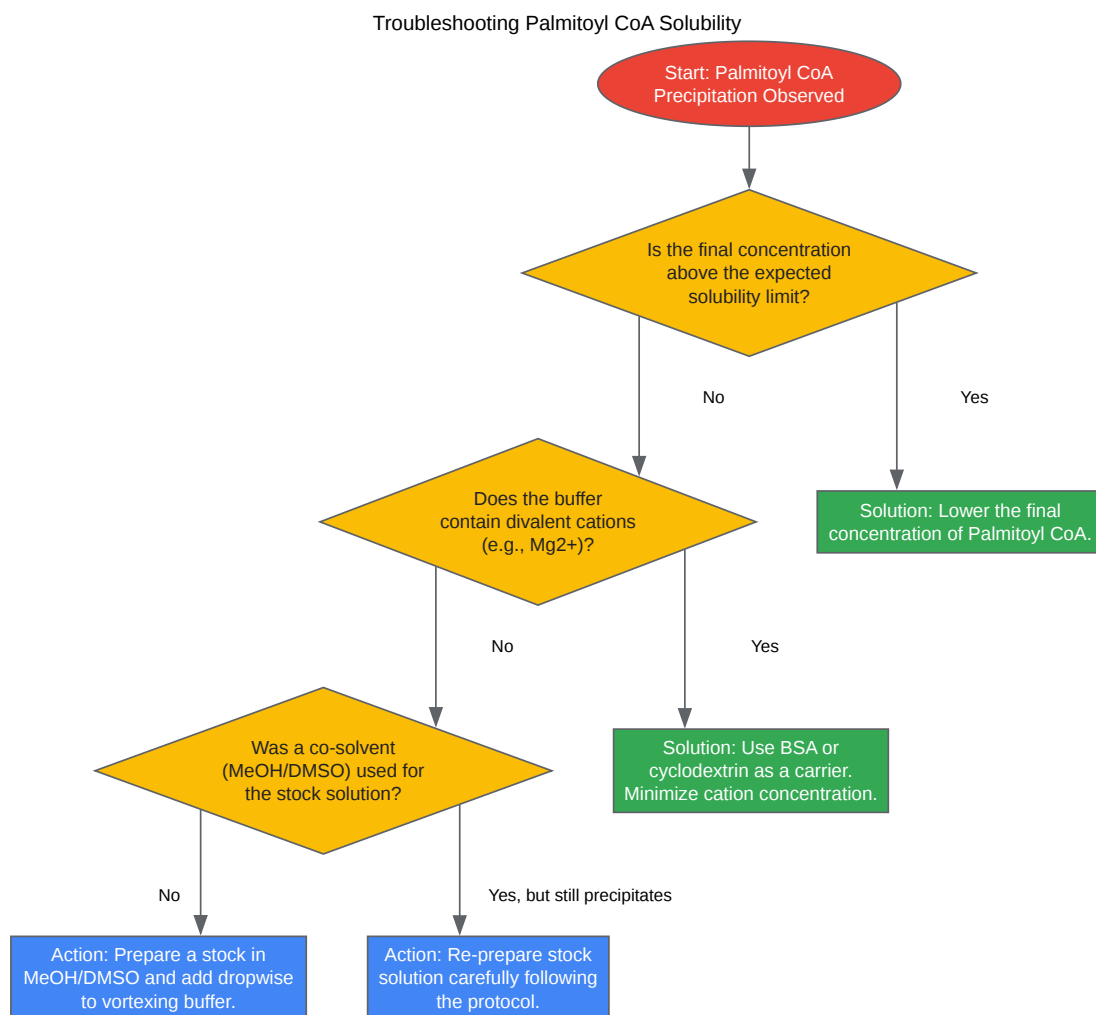 Troubleshooting Palmitoyl CoA Solubility
Start: Palmitoyl CoA
Precipitation Observed
Is the final concentration
above the expected
solubility limit?
No
Yes
Does the buffer
contain divalent cations
(e.g., Mg2+)?
Solution: Lower the final
concentration of Palmitoyl CoA.
No
Yes
Was a co-solvent
(MeOH/DMSO) used for
the stock solution?
Solution: Use BSA or
cyclodextrin as a carrier.
Minimize cation concentration.
No
Yes, but still precipitates
Action: Prepare a stock in
MeOH/DMSO and add dropwise
to vortexing buffer.
Action: Re-prepare stock
solution carefully following
the protocol.